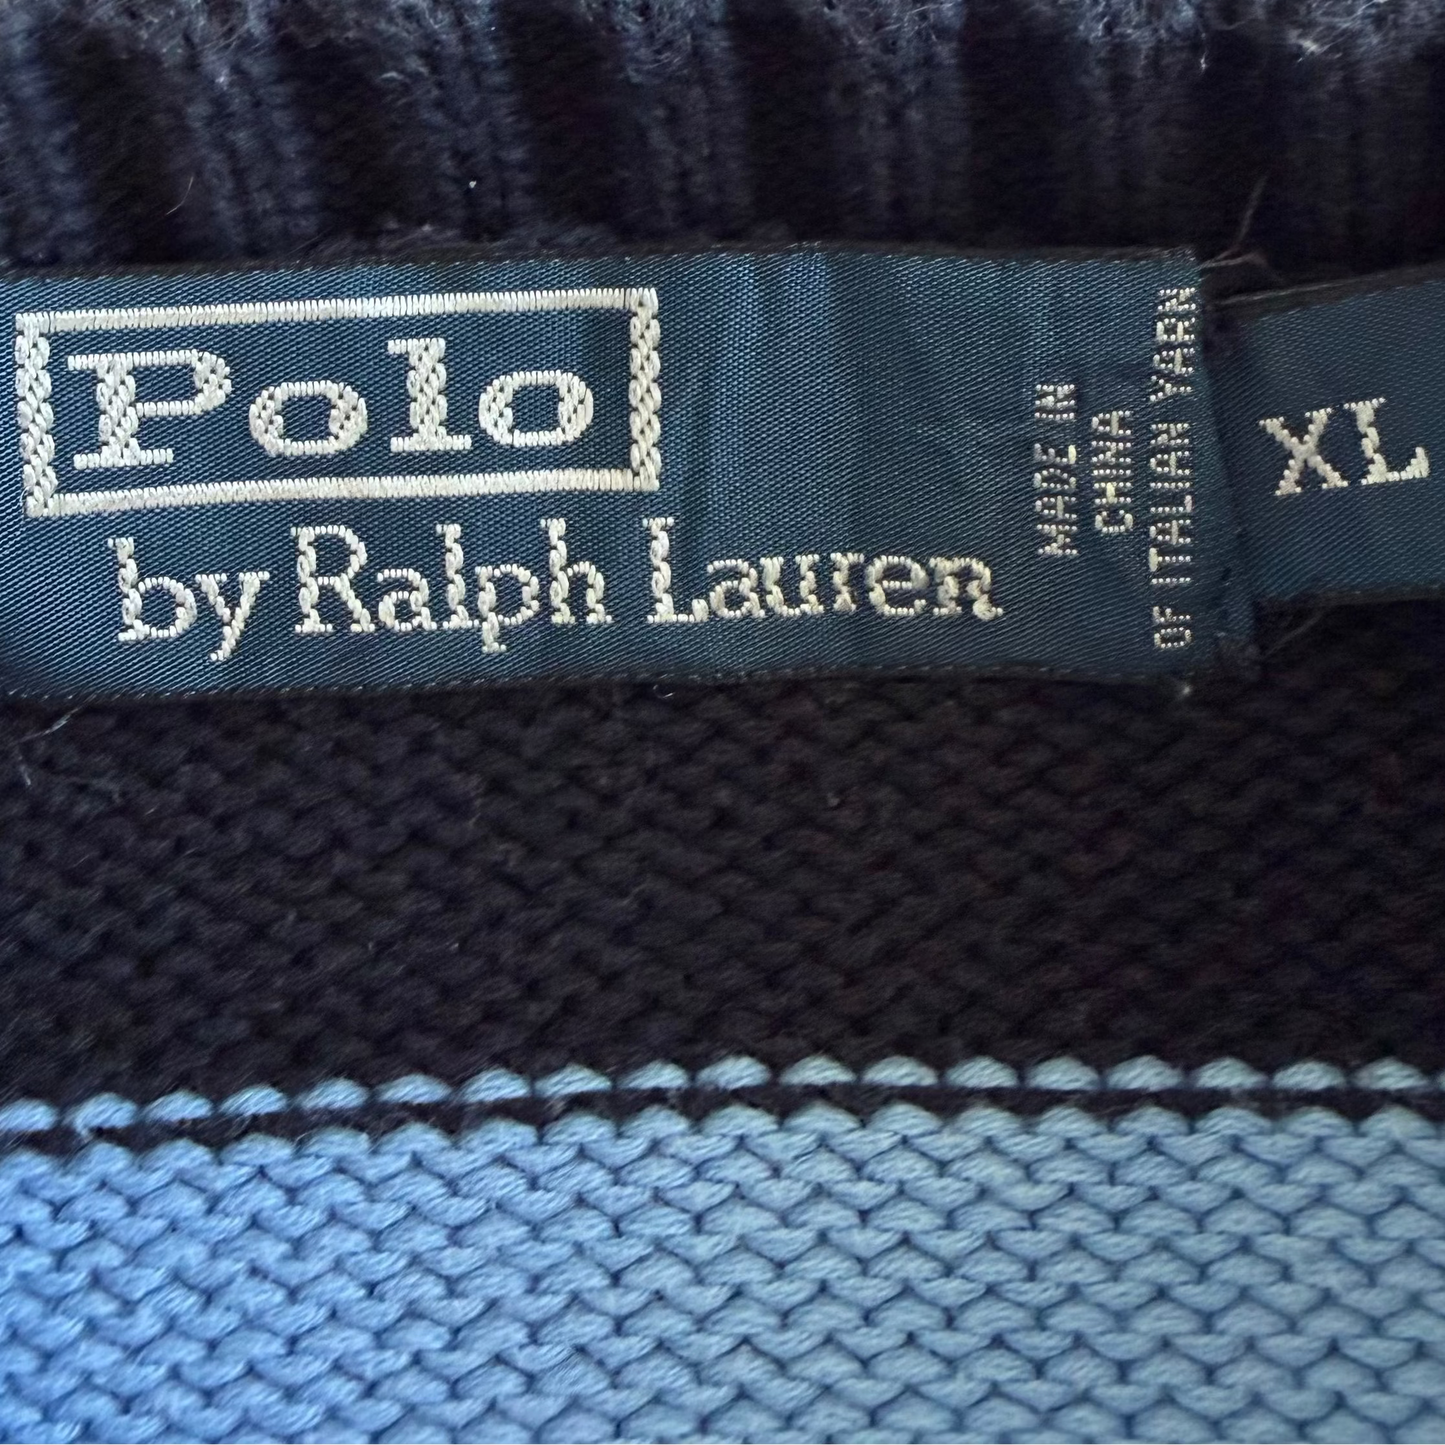 Polo
by Ralph Lauren
MADE IN
CHINA
OF ITALIAN YARN
XL